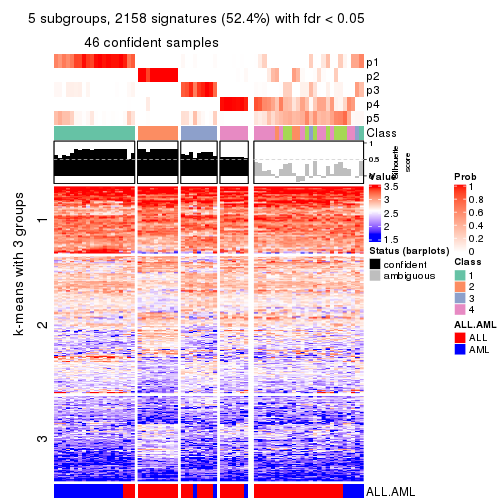 5 subgroups, 2158 signatures (52.4%) with fdr < 0.05
46 confident samples
p1
p2
p3
p4
p5
Class
1
0.5
0
Silhouette
score
k-means with 3 groups
1
2
3
ALL.AML
Value
3.5
3
2.5
2
1.5
Status (barplots)
confident
ambiguous
Prob
1
0.8
0.6
0.4
0.2
0
Class
1
2
3
4
ALL.AML
ALL
AML